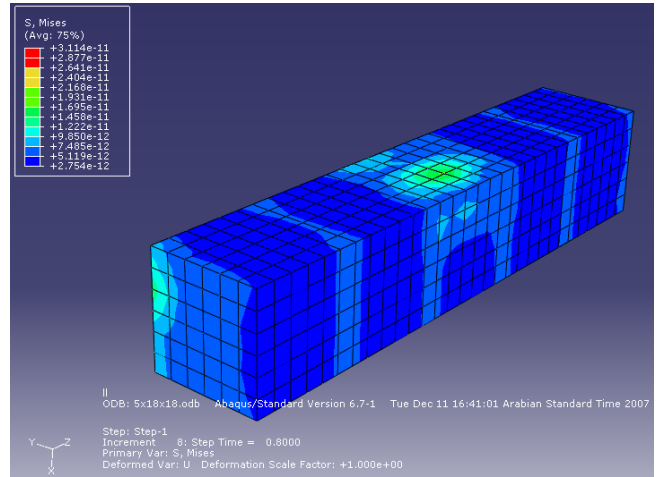 S, Mises
(Avg: 75%)
+3.114e-11
+2.877e-11
+2.641e-11
+2.404e-11
+2.168e-11
+1.931e-11
+1.695e-11
+1.458e-11
+1.222e-11
+9.850e-12
+7.485e-12
+5.119e-12
+2.754e-12
II
ODB: 5x18x18.odb Abaqus/Standard Version 6.7-1 Tue Dec 11 16:41:01 Arabian Standard Time 2007
Step: Step-1
Increment 8: Step Time = 0.8000
Primary Var: S, Mises
Deformed Var: U Deformation Scale Factor: +1.000e+00
Y Z
X